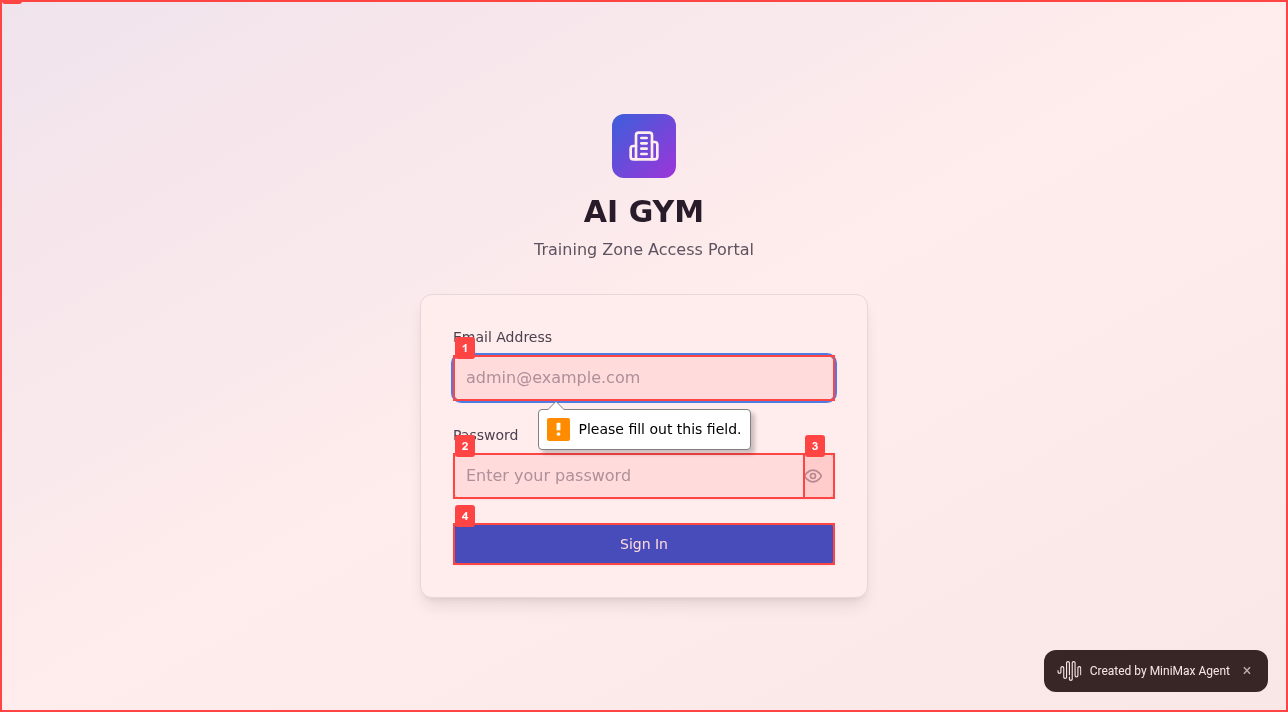 AI GYM
Training Zone Access Portal
Email Address
1
admin@example.com
Please fill out this field.
Password
2
3
Enter your password
4
Sign In
Created by MiniMax Agent ×